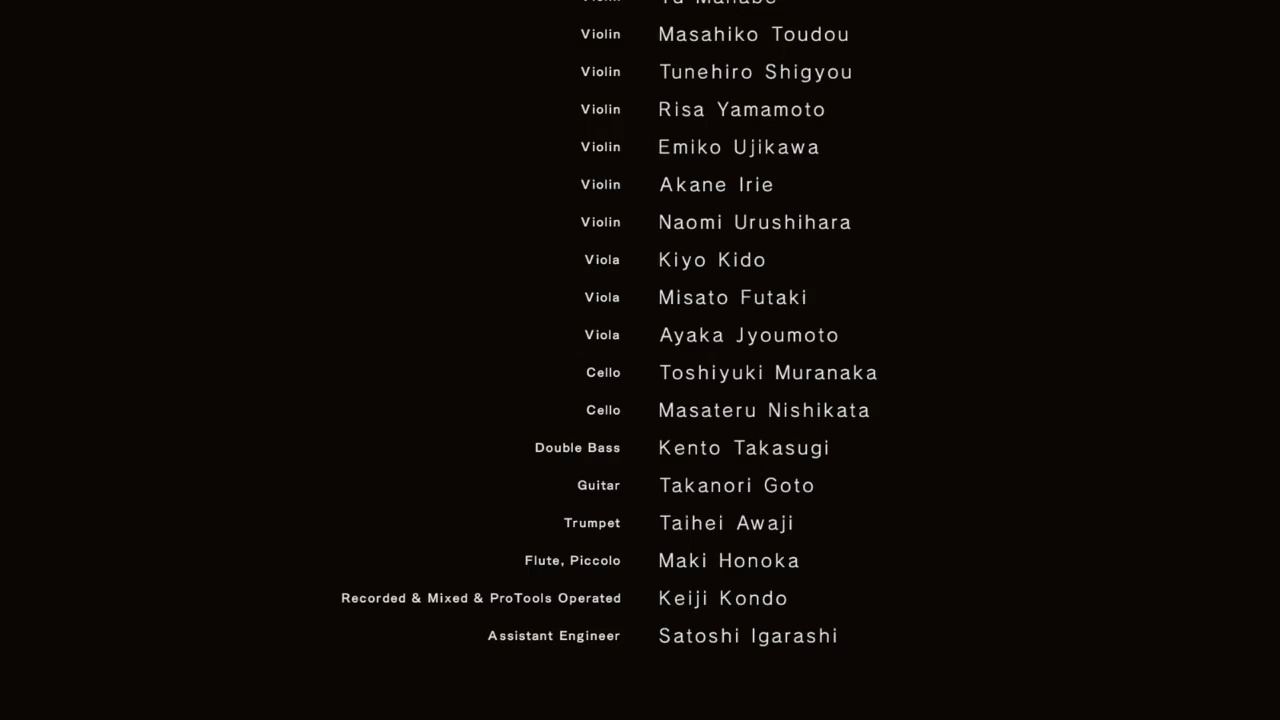 Violin Yu Manabe
Violin Masahiko Toudou
Violin Tunehiro Shigyou
Violin Risa Yamamoto
Violin Emiko Ujikawa
Violin Akane Irie
Violin Naomi Urushihara
Viola Kiyo Kido
Viola Misato Futaki
Viola Ayaka Jyoumoto
Cello Toshiyuki Muranaka
Cello Masateru Nishikata
Double Bass Kento Takasugi
Guitar Takanori Goto
Trumpet Taihei Awaji
Flute, Piccolo Maki Honoka
Recorded & Mixed & ProTools Operated Keiji Kondo
Assistant Engineer Satoshi Igarashi